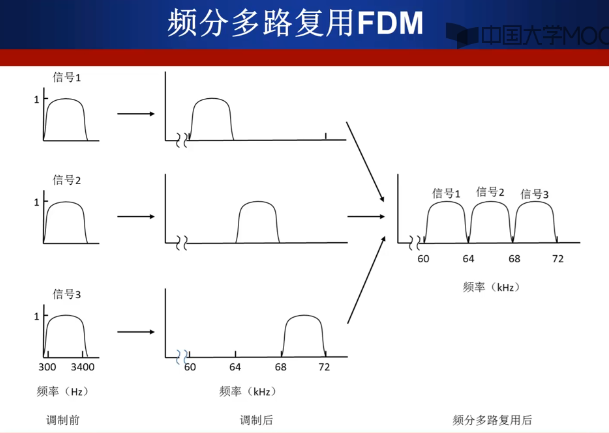 频分多路复用FDM
中国大学MOO
信号1
1
信号2
1
信号1 信号2 信号3
60 64 68 72
频率（kHz）
信号3
1
300 3400
60 64 68 72
频率（Hz）
频率（kHz）
调制前
调制后
频分多路复用后